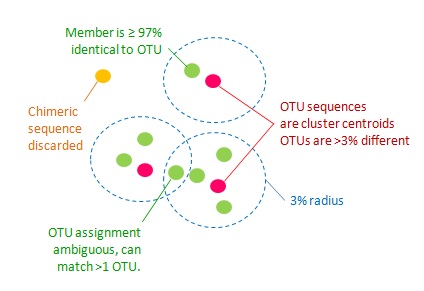 Member is ≥ 97%
identical to OTU
Chimeric
sequence
discarded
OTU sequences
are cluster centroids
OTUs are >3% different
3% radius
OTU assignment
ambiguous, can
match >1 OTU.